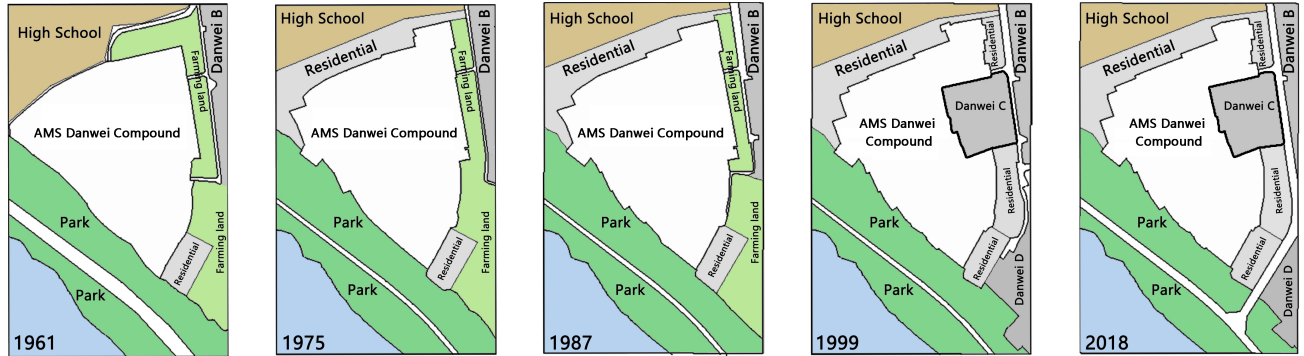 High School
Danwei B
Farming land
AMS Danwei Compound
Park
Residential
Farming land
Park
1961
High School
Danwei B
Residential
Farming land
AMS Danwei Compound
Park
Residential
Farming land
Park
1975
High School
Danwei B
Residential
Farming land
AMS Danwei Compound
Park
Residential
Farming land
Park
1987
High School
Danwei B
Residential
Residential
Danwei C
AMS Danwei
Compound
Residential
Park
Residential
Danwei D
Park
1999
High School
Danwei B
Residential
Residential
Danwei C
AMS Danwei
Compound
Residential
Park
Residential
Danwei D
Park
2018